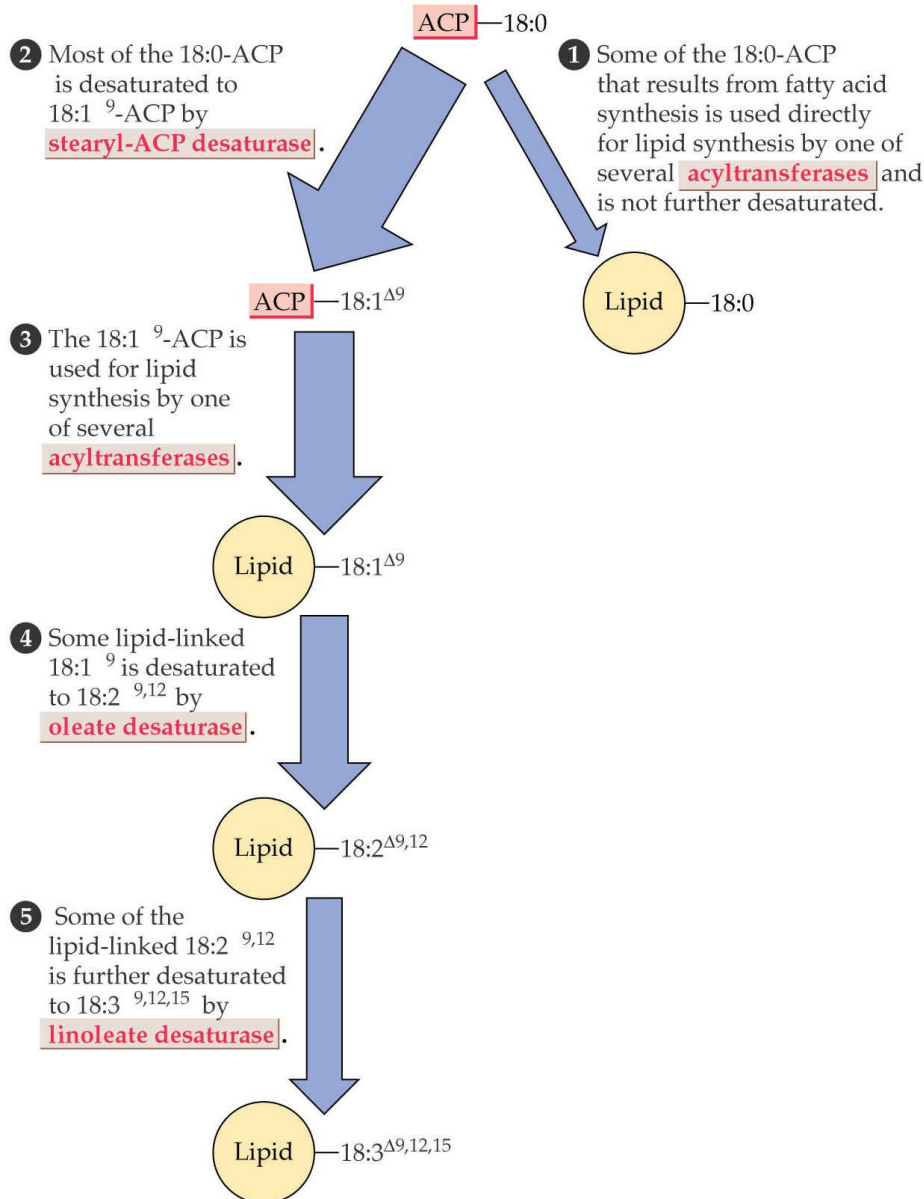 ACP—18:0
❷ Most of the 18:0-ACP
is desaturated to
18:1 ⁹-ACP by
stearyl-ACP desaturase.
❶ Some of the 18:0-ACP
that results from fatty acid
synthesis is used directly
for lipid synthesis by one of
several acyltransferases and
is not further desaturated.
ACP—18:1Δ9
Lipid—18:0
❸ The 18:1 ⁹-ACP is
used for lipid
synthesis by one
of several
acyltransferases.
Lipid—18:1Δ9
❹ Some lipid-linked
18:1 ⁹ is desaturated
to 18:2 ⁹,¹² by
oleate desaturase.
Lipid—18:2Δ9,12
❺ Some of the
lipid-linked 18:2 ⁹,¹²
is further desaturated
to 18:3 ⁹,¹²,¹⁵ by
linoleate desaturase.
Lipid—18:3Δ9,12,15